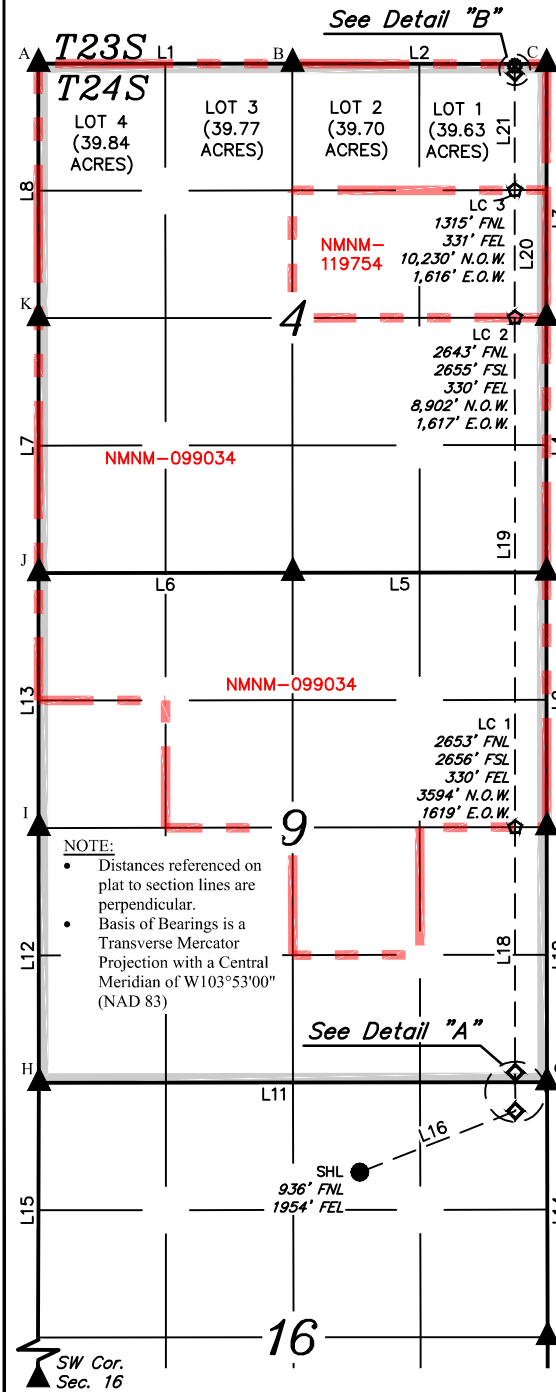 See Detail "B"
A
T23S
L1
B
L2
C
T24S
LOT 4
(39.84
ACRES)
LOT 3
(39.77
ACRES)
LOT 2
(39.70
ACRES)
LOT 1
(39.63
ACRES)
L21
L8
LC 3
1315' FNL
331' FEL
10,230' N.O.W.
1,616' E.O.W.
L20
NMNM-
119754
K
4
LC 2
2643' FNL
2655' FSL
330' FEL
8,902' N.O.W.
1,617' E.O.W.
L7
NMNM-099034
L19
J
L6
L5
NMNM-099034
L13
LC 1
2653' FNL
2656' FSL
330' FEL
3594' N.O.W.
1619' E.O.W.
I
9
NOTE:
• Distances referenced on
plat to section lines are
perpendicular.
• Basis of Bearings is a
Transverse Mercator
Projection with a Central
Meridian of W103°53'00"
(NAD 83)
L12
L18
See Detail "A"
H
L11
L16
SHL
936' FNL
1954' FEL
L15
16
SW Cor.
Sec. 16